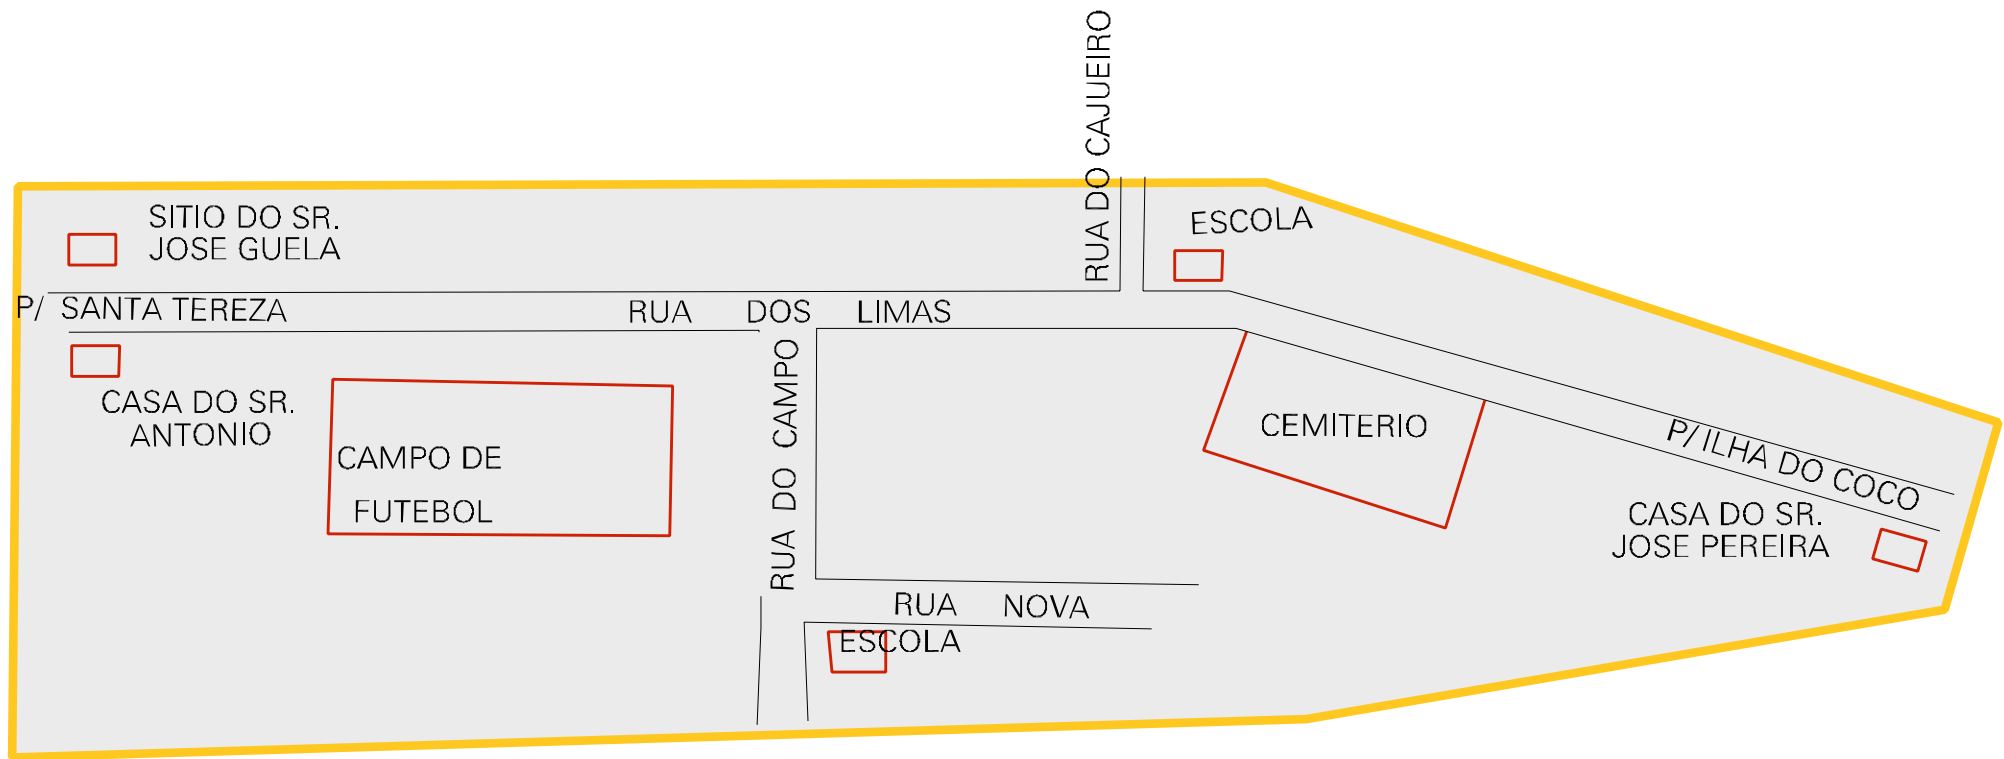 RUA DO CAJUEIRO
SITIO DO SR.
JOSE GUELA
ESCOLA
P/ SANTA TEREZA
RUA DOS LIMAS
CASA DO SR.
ANTONIO
CAMPO DE
FUTEBOL
RUA DO CAMPO
CEMITERIO
P/ ILHA DO COCO
CASA DO SR.
JOSE PEREIRA
RUA NOVA
ESCOLA